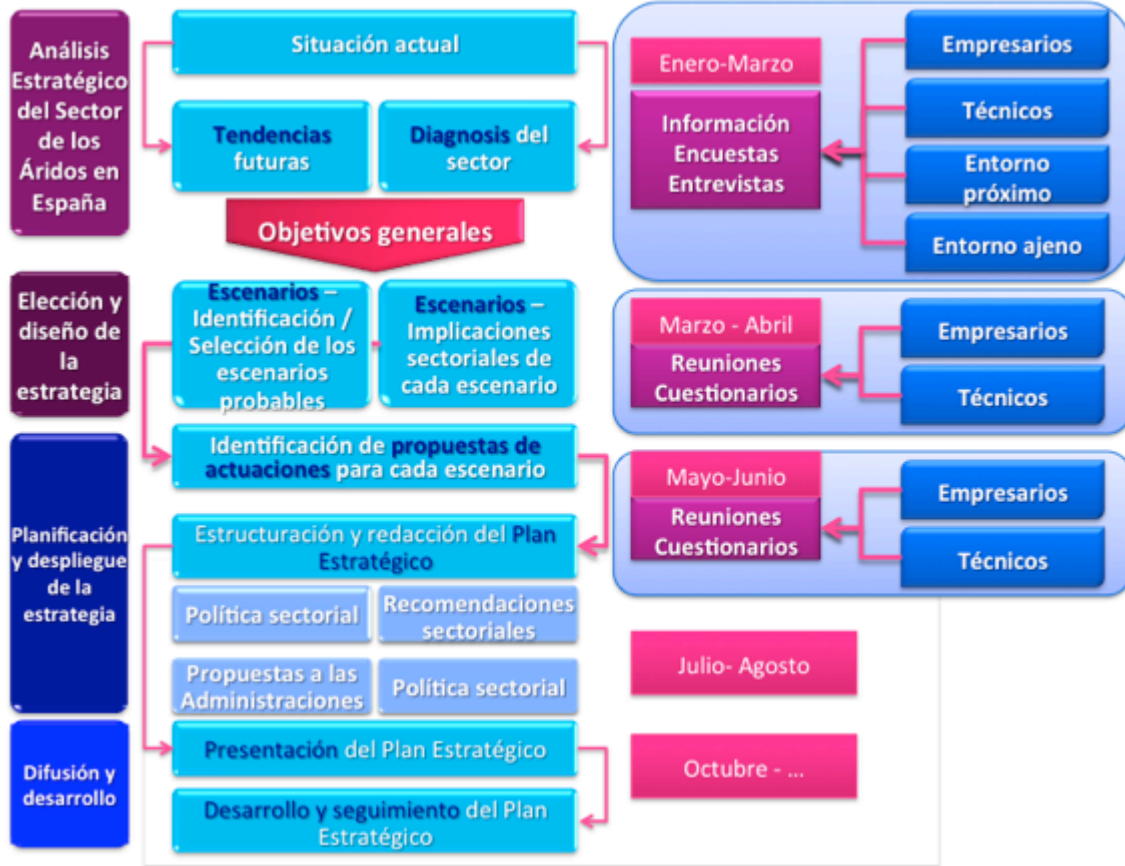 Análisis
Estratégico
del Sector
de los
Áridos en
España
Situación actual
Tendencias
futuras
Diagnosis del
sector
Objetivos generales
Enero-Marzo
Información
Encuestas
Entrevistas
Empresarios
Técnicos
Entorno
próximo
Entorno ajeno
Elección y
diseño de
la
estrategia
Escenarios –
Identificación /
Selección de los
escenarios
probables
Escenarios –
Implicaciones
sectoriales de
cada escenario
Marzo - Abril
Reuniones
Cuestionarios
Empresarios
Técnicos
Planificación
y despliegue
de la
estrategia
Identificación de propuestas de
actuaciones para cada escenario
Mayo-Junio
Reuniones
Cuestionarios
Empresarios
Técnicos
Estructuración y redacción del Plan
Estratégico
Política sectorial
Recomendaciones
sectoriales
Propuestas a las
Administraciones
Política sectorial
Julio- Agosto
Difusión y
desarrollo
Presentación del Plan Estratégico
Desarrollo y seguimiento del Plan
Estratégico
Octubre - ...